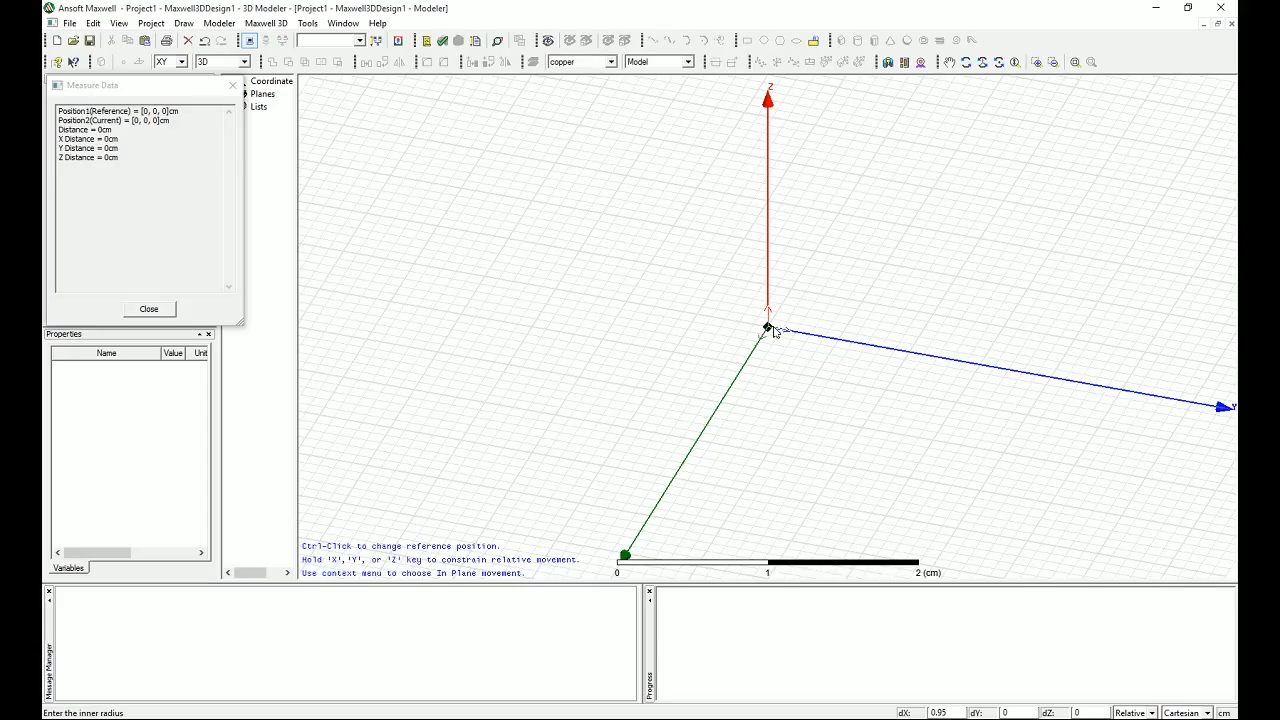 Ansoft Maxwell - Project1 - Maxwell3DDesign1 - 3D Modeler - [Project1 - Maxwell3DDesign1 - Modeler]
File Edit View Project Draw Modeler Maxwell 3D Tools Window Help
XY 3D copper Model
Measure Data
Position1(Reference) = [0, 0, 0]cm
Position2(Current) = [0, 0, 0]cm
Distance = 0cm
X Distance = 0cm
Y Distance = 0cm
Z Distance = 0cm
Close
Coordinate
Planes
Lists
Z
Y
Properties
Name Value Unit
Variables
Ctrl-Click to change reference position.
Hold 'X','Y', or 'Z' key to constrain relative movement.
Use context menu to choose In Plane movement.
0 1 2 (cm)
Message Manager
Progress
Enter the inner radius
dX: 0.95 dY: 0 dZ: 0 Relative Cartesian cm